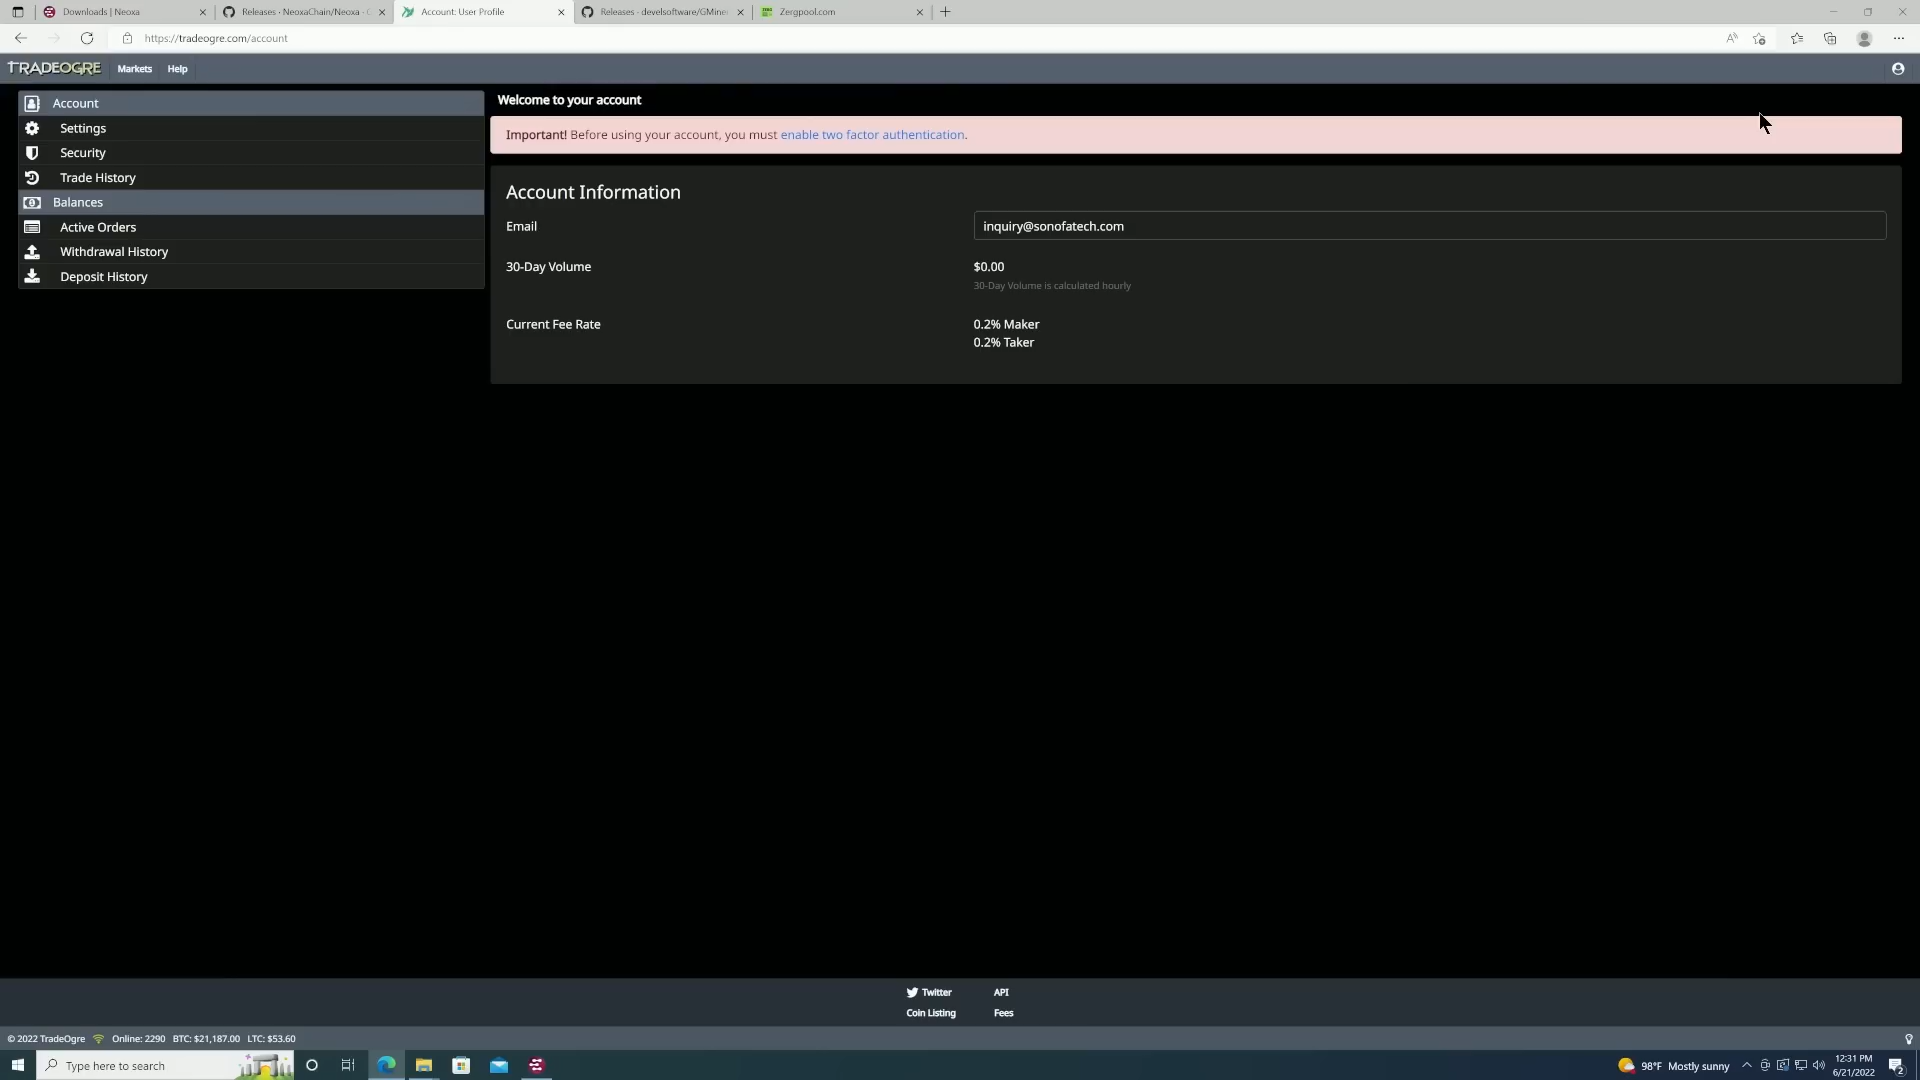 Downloads | Neoxa
Releases · NeoxaChain/Neoxa · G
Account: User Profile
Releases · develsoftware/GMine
Zergpool.com
https://tradeogre.com/account
TRADEOGRE Markets Help
Account
Settings
Security
Trade History
Balances
Active Orders
Withdrawal History
Deposit History
Welcome to your account
Important! Before using your account, you must enable two factor authentication.
Account Information
Email inquiry@sonofatech.com
30-Day Volume $0.00
30-Day Volume is calculated hourly
Current Fee Rate 0.2% Maker
0.2% Taker
Twitter API
Coin Listing Fees
© 2022 TradeOgre Online: 2290 BTC: $21,187.00 LTC: $53.60
Type here to search
98°F Mostly sunny
12:31 PM
6/21/2022
2